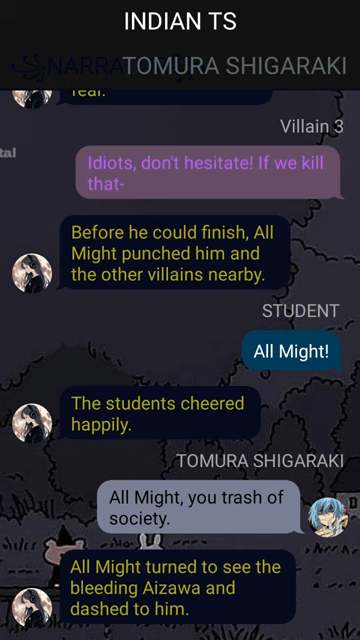 INDIAN TS
TOMURA SHIGARAKI
fear.
Villain 3
Idiots, don't hesitate! If we kill
that-
Before he could finish, All
Might punched him and
the other villains nearby.
STUDENT
All Might!
The students cheered
happily.
TOMURA SHIGARAKI
All Might, you trash of
society.
All Might turned to see the
bleeding Aizawa and
dashed to him.